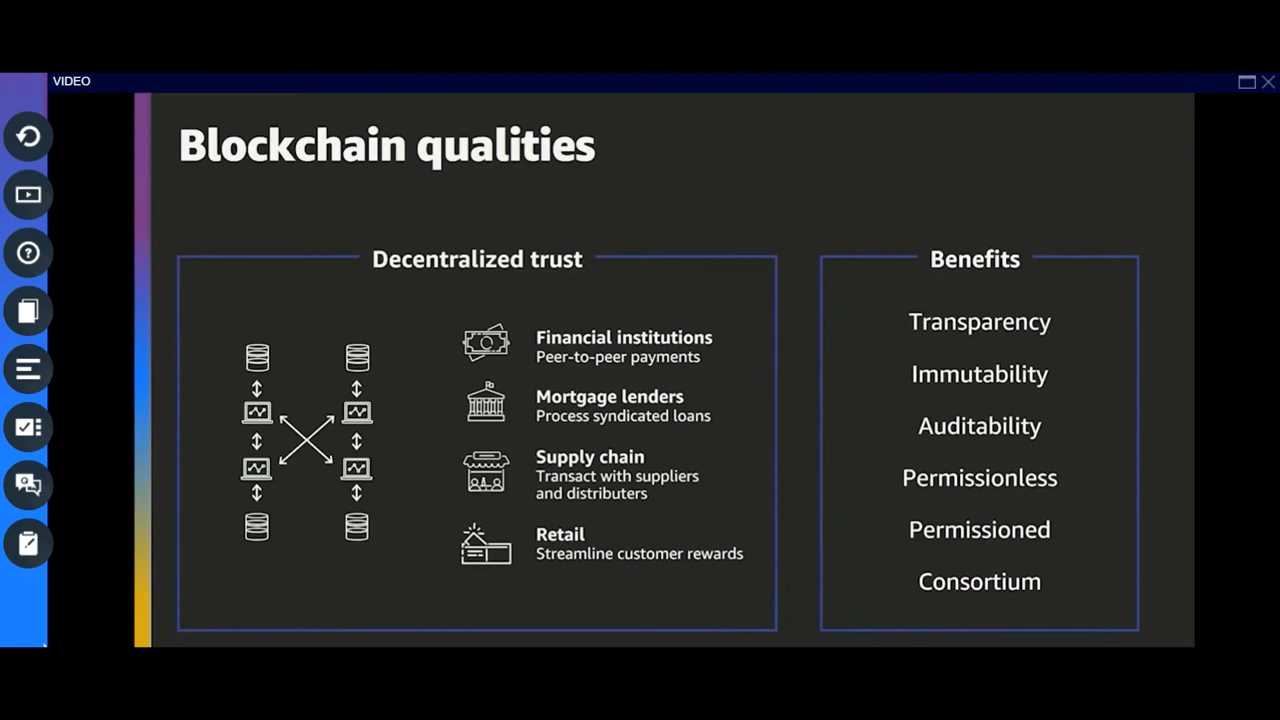 VIDEO
Blockchain qualities
Decentralized trust
Financial institutions
Peer-to-peer payments
Mortgage lenders
Process syndicated loans
Supply chain
Transact with suppliers
and distributers
Retail
Streamline customer rewards
Benefits
Transparency
Immutability
Auditability
Permissionless
Permissioned
Consortium